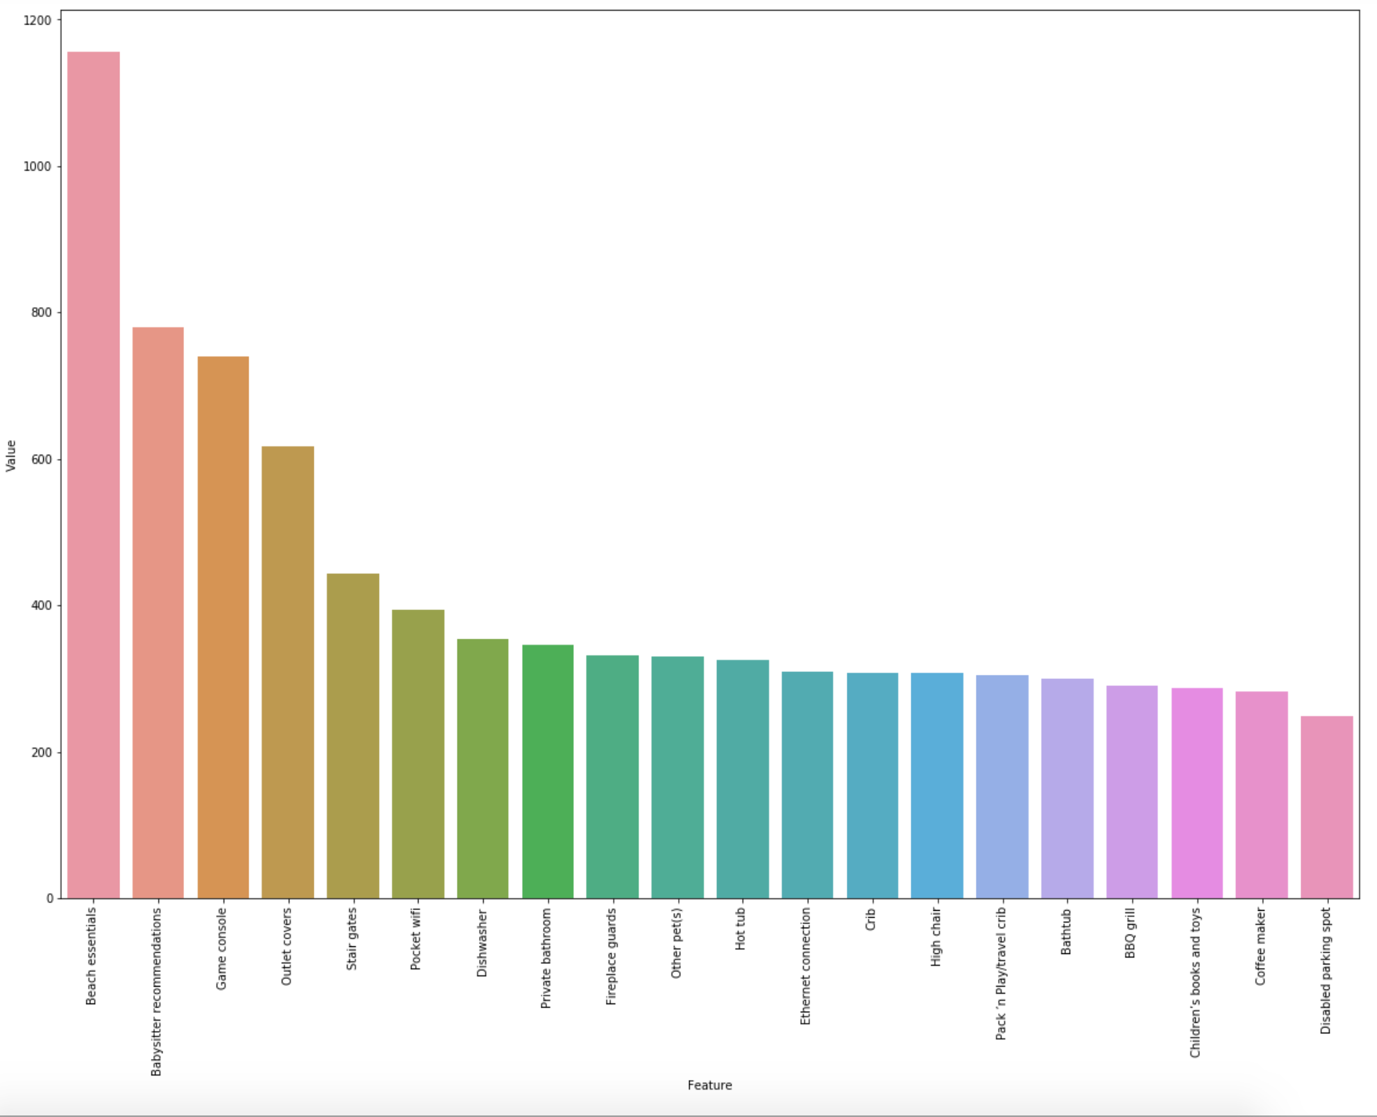 1200
1000
800
600
400
200
0
Value
Beach essentials
Babysitter recommendations
Game console
Outlet covers
Stair gates
Pocket wifi
Dishwasher
Private bathroom
Fireplace guards
Other pet(s)
Hot tub
Ethernet connection
Crib
High chair
Pack 'n Play/travel crib
Bathtub
BBQ grill
Children's books and toys
Coffee maker
Disabled parking spot
Feature